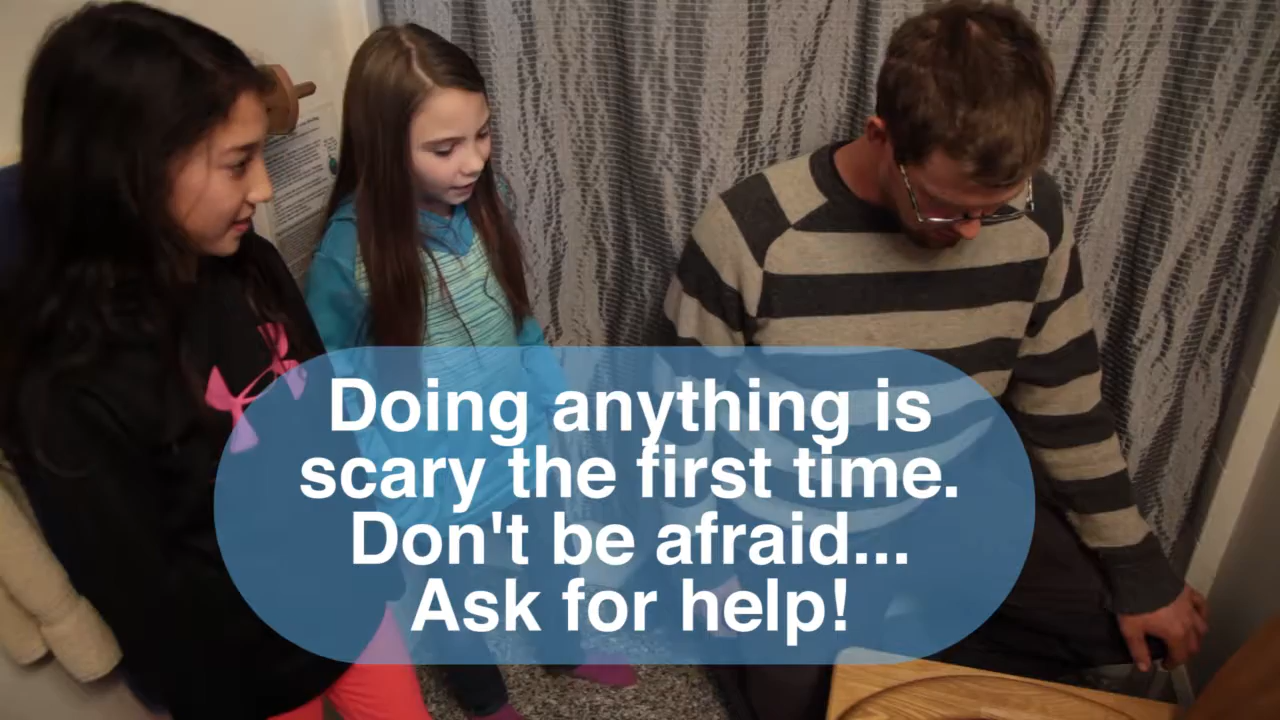 Doing anything is
scary the first time.
Don't be afraid...
Ask for help!